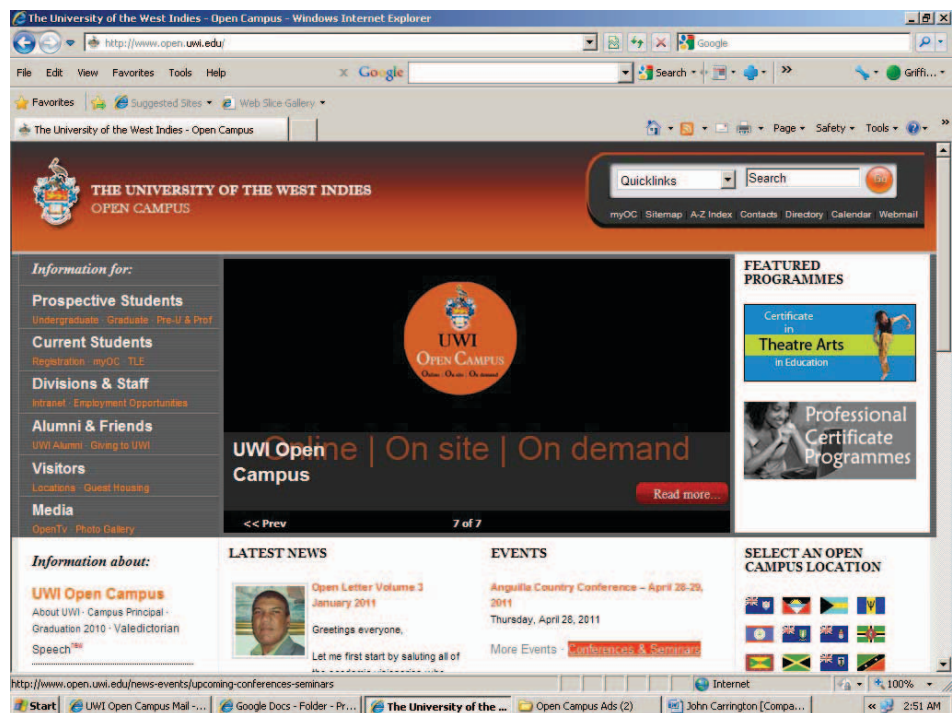 The University of the West Indies - Open Campus - Windows Internet Explorer
http://www.open.uwi.edu/
Google
File Edit View Favorites Tools Help
x Google
Search
Griffi...
Favorites
Suggested Sites
Web Slice Gallery
The University of the West Indies - Open Campus
Page Safety Tools
THE UNIVERSITY OF THE WEST INDIES
OPEN CAMPUS
Quicklinks
Search
myOC Sitemap A-Z Index Contacts Directory Calendar Webmail
Information for:
Prospective Students
Undergraduate · Graduate · Pre-U & Prof
Current Students
Registration · myOC · TLE
Divisions & Staff
Intranet · Employment Opportunities
Alumni & Friends
UWI Alumni · Giving to UWI
Visitors
Locations · Guest Housing
Media
OpenTv · Photo Gallery
UWI
OPEN CAMPUS
Online | On site | On demand
Online | On site | On demand
UWI Open
Campus
Read more...
<< Prev
7 of 7
FEATURED
PROGRAMMES
Certificate
in
Theatre Arts
in Education
Professional
Certificate
Programmes
Information about:
UWI Open Campus
About UWI · Campus Principal ·
Graduation 2010 · Valedictorian
Speech
LATEST NEWS
Open Letter Volume 3
January 2011
Greetings everyone,
Let me first start by saluting all of
EVENTS
Anguilla Country Conference – April 28-29,
2011
Thursday, April 28, 2011
More Events · Conferences & Seminars
SELECT AN OPEN
CAMPUS LOCATION
http://www.open.uwi.edu/news-events/upcoming-conferences-seminars
Internet
100%
Start
UWI Open Campus Mail -...
Google Docs - Folder - Pr...
The University of the ...
Open Campus Ads (2)
John Carrington [Compa...
2:51 AM